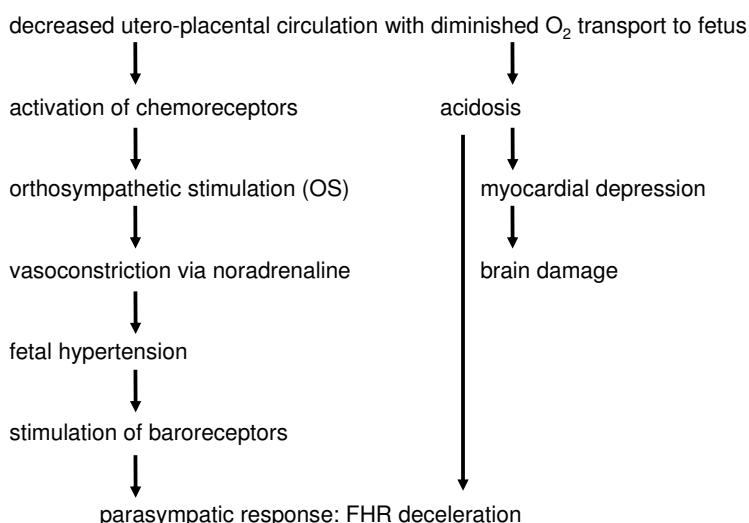 decreased utero-placental circulation with diminished O₂ transport to fetus
activation of chemoreceptors
acidosis
orthosympathetic stimulation (OS)
myocardial depression
vasoconstriction via noradrenaline
brain damage
fetal hypertension
stimulation of baroreceptors
parasympatic response: FHR deceleration